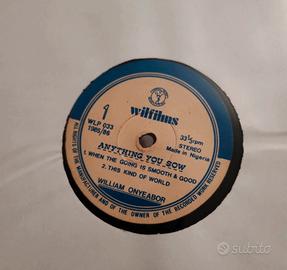 wilfilms
WLP 033
1985/86
33⅓rpm
STEREO
Made in Nigeria
1
ANYTHING YOU SOW
1. WHEN THE GOING IS SMOOTH & GOOD
2. THIS KIND OF WORLD
WILLIAM ONYEABOR
ALL RIGHTS OF THE MANUFACTURER AND OF THE OWNER OF THE RECORDED WORK RESERVED
subito